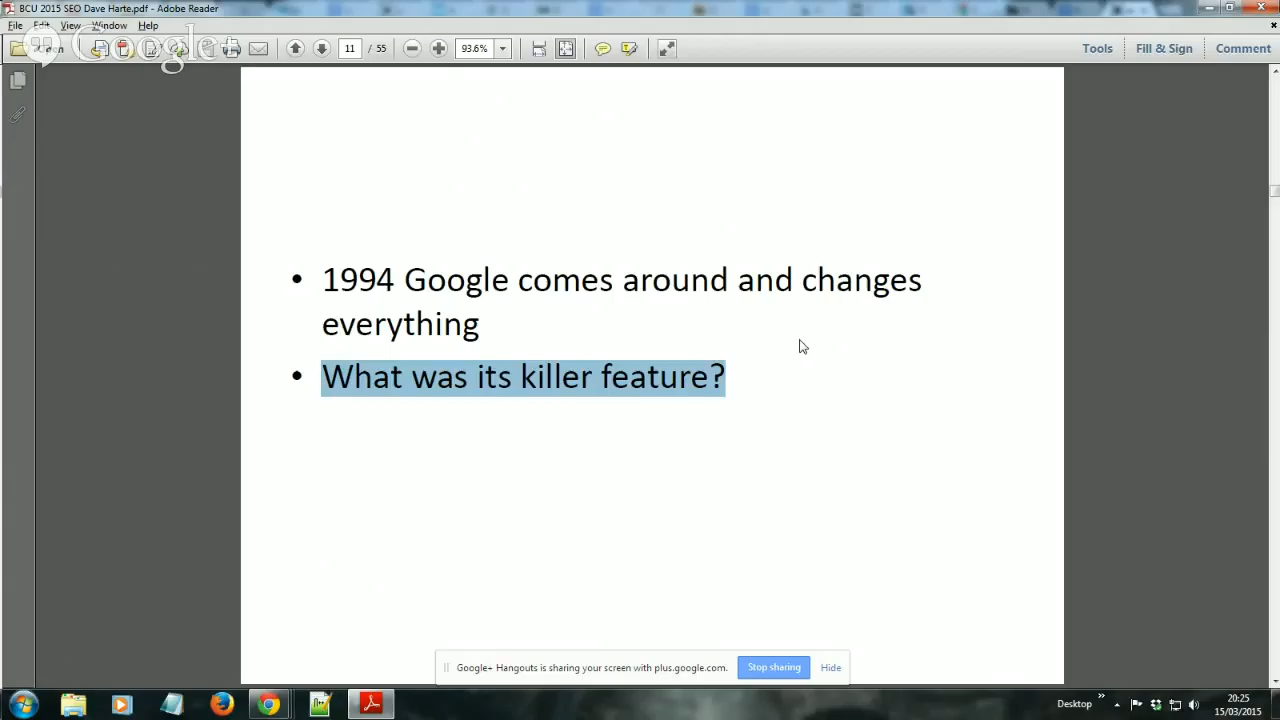 BCU 2015 SEO Dave Harte.pdf - Adobe Reader
File Edit View Window Help
Google+
11 / 55 93.6% Tools Fill & Sign Comment
• 1994 Google comes around and changes
everything
• What was its killer feature?
Google+ Hangouts is sharing your screen with plus.google.com. Stop sharing Hide
Desktop
20:25
15/03/2015